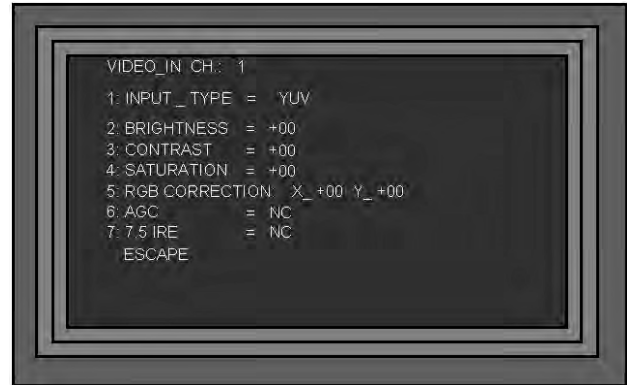 VIDEO_IN CH.: 1
1: INPUT _ TYPE = YUV
2: BRIGHTNESS = +00
3: CONTRAST = +00
4: SATURATION = +00
5: RGB CORRECTION X_ +00 Y_ +00
6: AGC = NC
7: 7.5 IRE = NC
ESCAPE